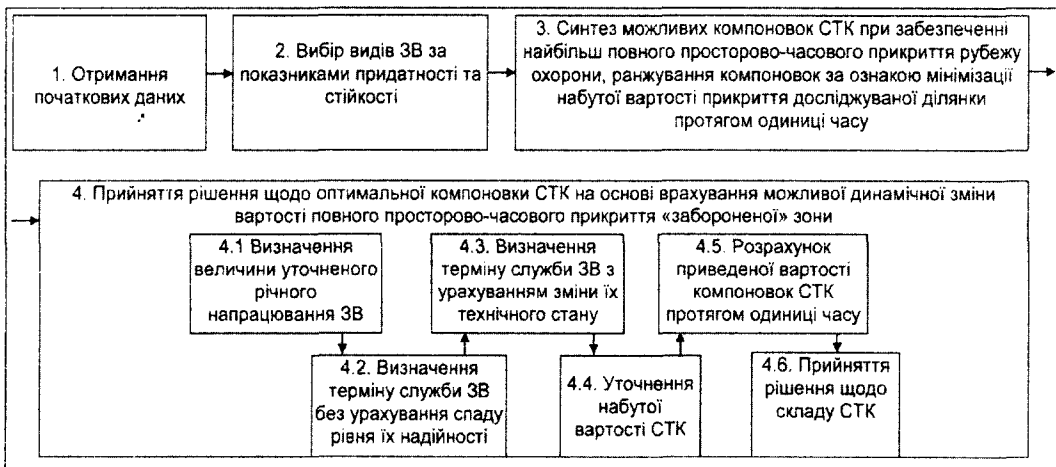 1. Отримання
початкових даних
2. Вибір видів ЗВ за
показниками придатності та
стійкості
3. Синтез можливих компоновок СТК при забезпеченні
найбільш повного просторово-часового прикриття рубежу
охорони, ранжування компоновок за ознакою мінімізації
набутої вартості прикриття досліджуваної ділянки
протягом одиниці часу
4. Прийняття рішення щодо оптимальної компоновки СТК на основі врахування можливої динамічної зміни
вартості повного просторово-часового прикриття «забороненої» зони
4.1 Визначення
величини уточненого
річного
напрацювання ЗВ
4.2. Визначення
терміну служби ЗВ
без урахування спаду
рівня їх надійності
4.3. Визначення
терміну служби ЗВ з
урахуванням зміни їх
технічного стану
4.4. Уточнення
набутої
вартості СТК
4.5. Розрахунок
приведеної вартості
компоновок СТК
протягом одиниці часу
4.6. Прийняття
рішення щодо
складу СТК